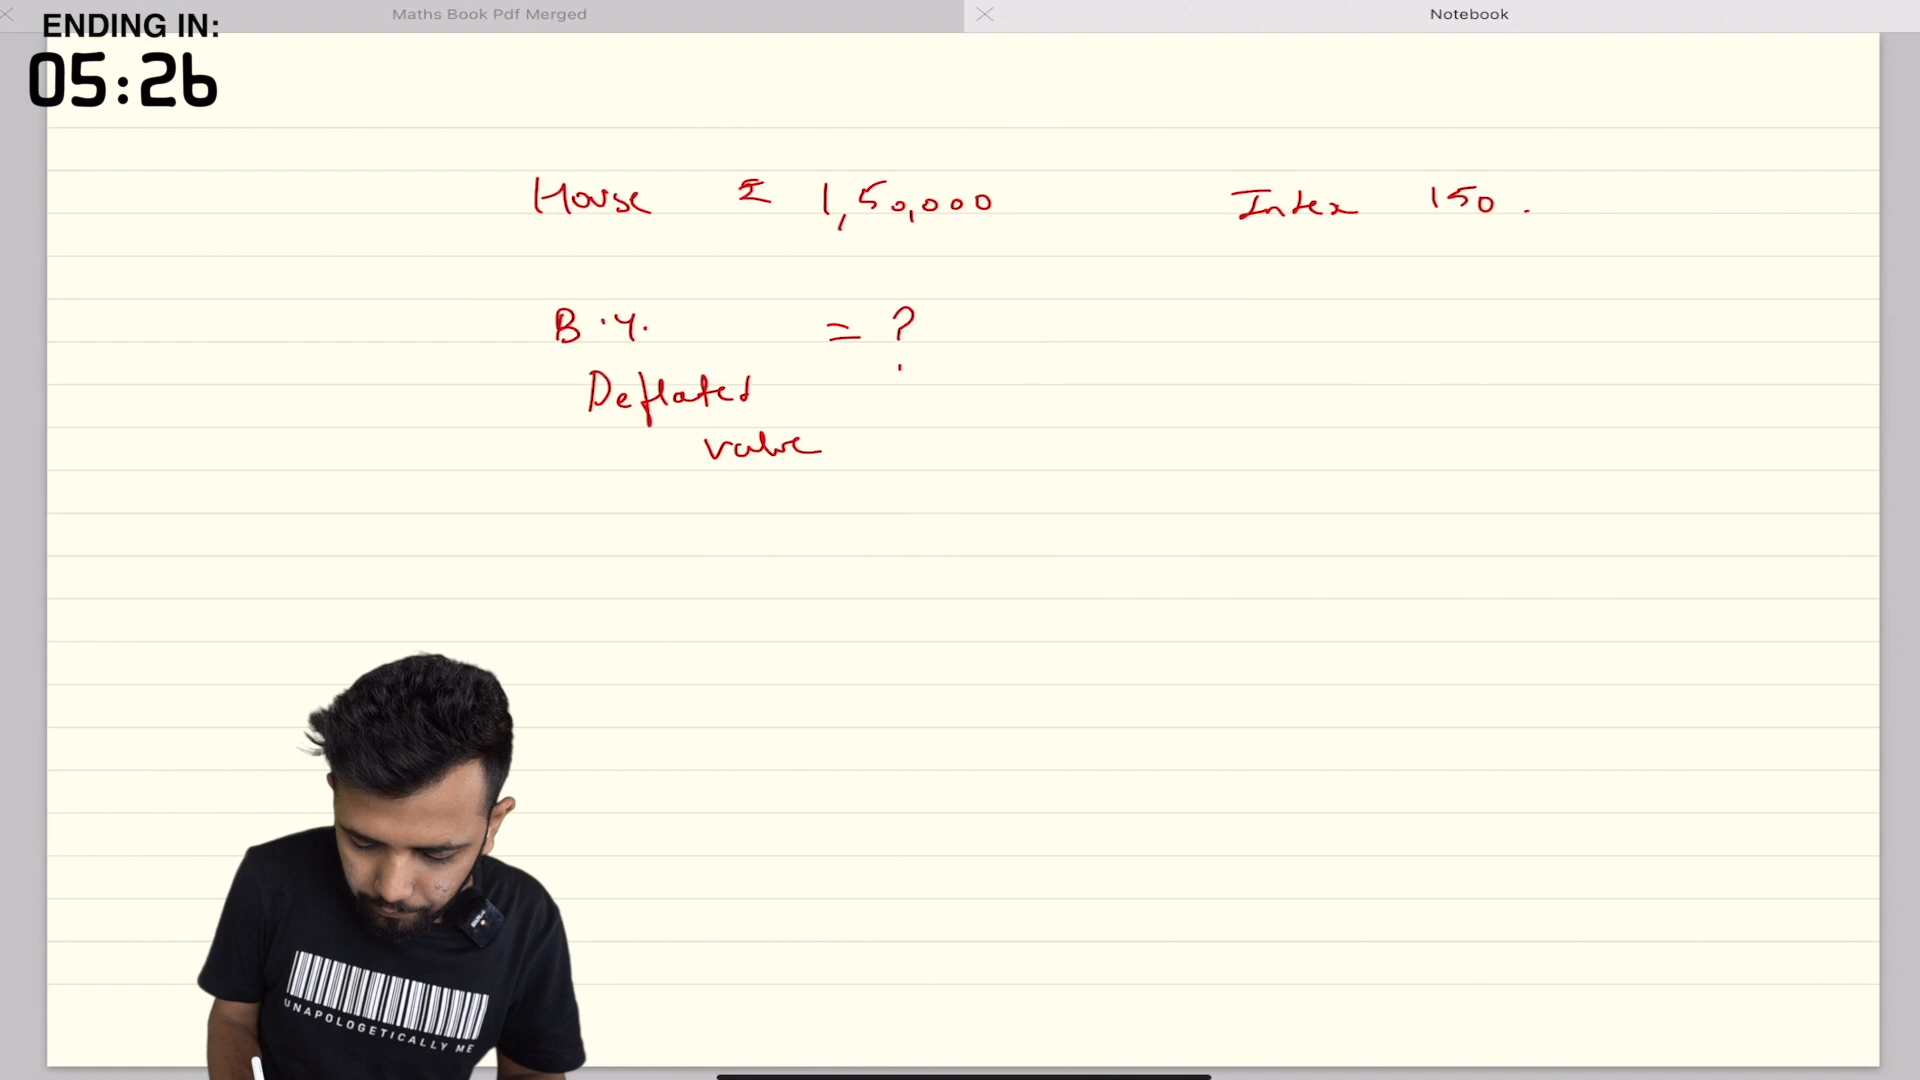 Maths Book Pdf Merged
Notebook
ENDING IN:
05:26
House ₹ 1,50,000 Index 150.
B.Y. = ?
Deflated
value
UNAPOLOGETICALLY ME